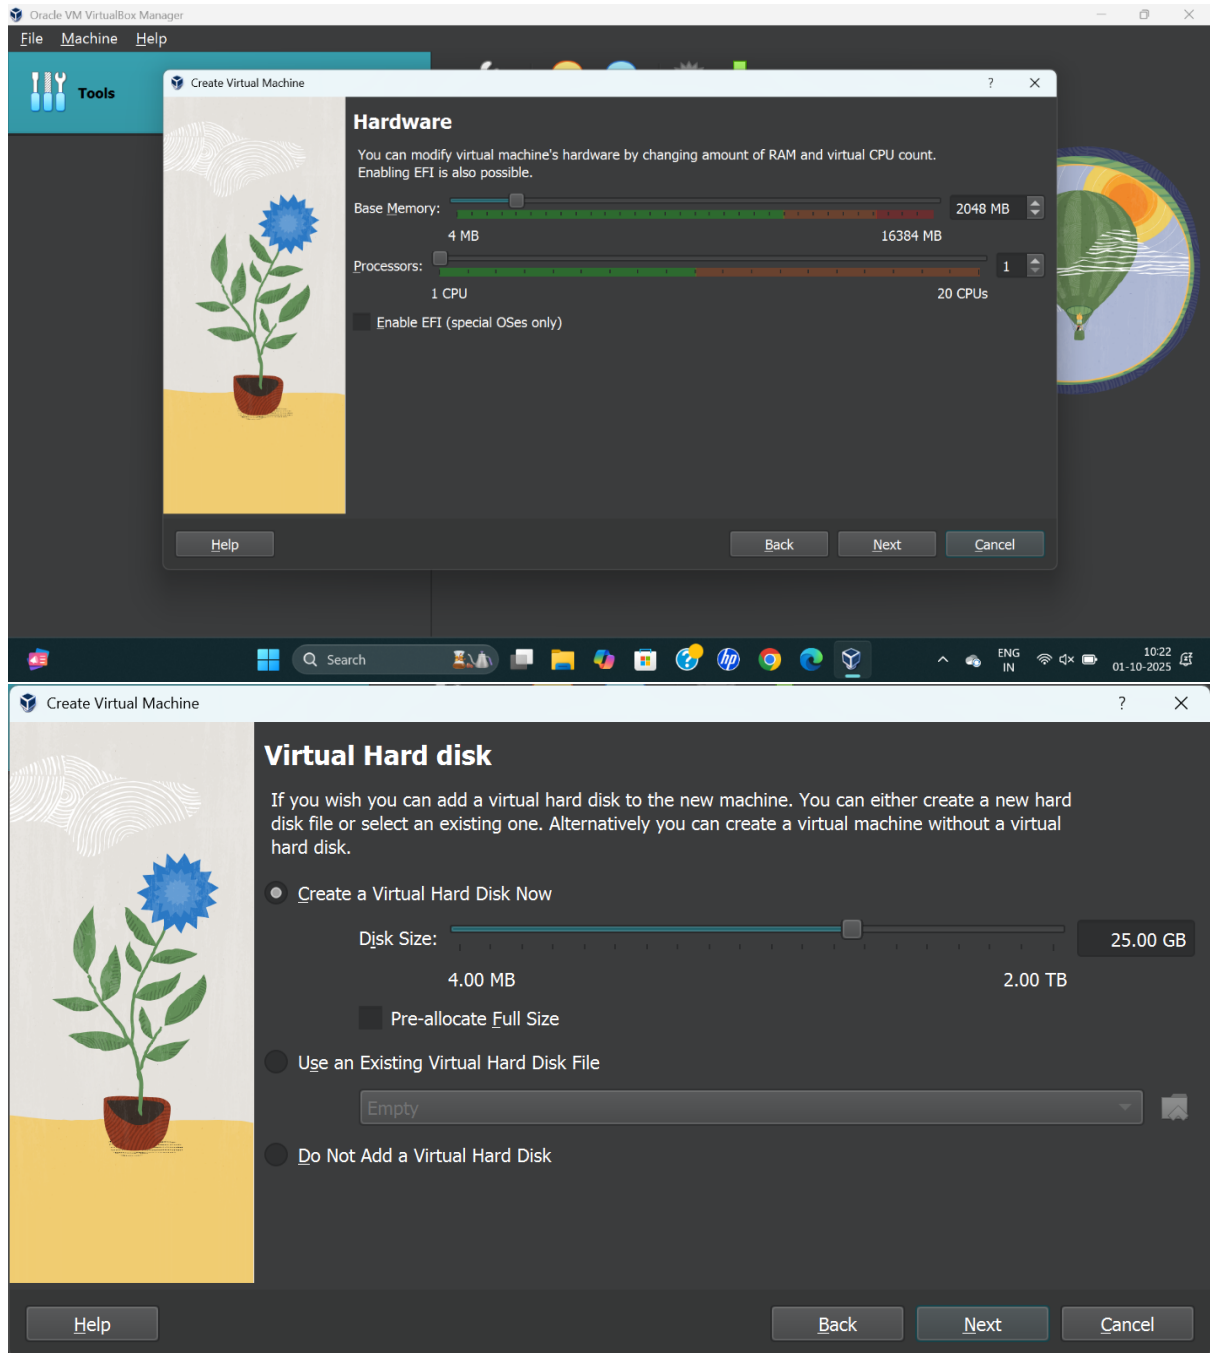 Oracle VM VirtualBox Manager
File Machine Help
Tools
Create Virtual Machine
?
Hardware
You can modify virtual machine's hardware by changing amount of RAM and virtual CPU count.
Enabling EFI is also possible.
Base Memory:
2048 MB
4 MB
16384 MB
Processors:
1
1 CPU
20 CPUs
Enable EFI (special OSes only)
Help
Back
Next
Cancel
Search
ENG
IN
10:22
01-10-2025
Create Virtual Machine
?
Virtual Hard disk
If you wish you can add a virtual hard disk to the new machine. You can either create a new hard
disk file or select an existing one. Alternatively you can create a virtual machine without a virtual
hard disk.
Create a Virtual Hard Disk Now
Disk Size:
25.00 GB
4.00 MB
2.00 TB
Pre-allocate Full Size
Use an Existing Virtual Hard Disk File
Empty
Do Not Add a Virtual Hard Disk
Help
Back
Next
Cancel